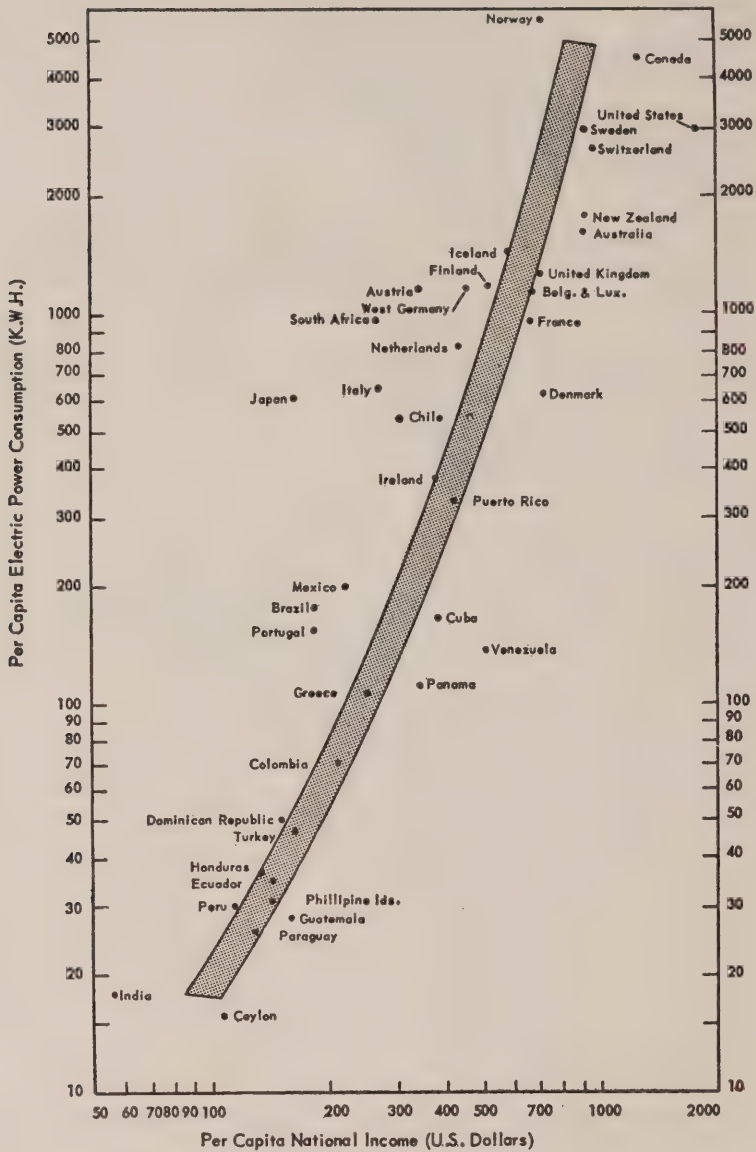 Norway
5000
5000
4000
Canada
4000
United States
3000
Sweden
3000
Switzerland
2000
2000
New Zealand
Australia
Iceland
Finland
United Kingdom
Austria
West Germany
Belg. & Lux.
1000
South Africa
France
1000
800
Netherlands
800
700
700
600
Japan
Italy
Denmark
600
500
Chile
500
400
Ireland
400
300
Puerto Rico
300
200
Mexico
200
Brazil
Cuba
Portugal
Venezuela
100
Greece
Panama
100
90
90
80
80
70
Colombia
70
60
60
50
Dominican Republic
50
Turkey
40
40
Honduras
Ecuador
30
Peru
Phillipine Ids.
30
Guatemala
Paraguay
20
20
India
Ceylon
10
10
50 60 70 80 90 100 200 300 400 500 700 1000 2000
Per Capita National Income (U.S. Dollars)
Per Capita Electric Power Consumption (K.W.H.)